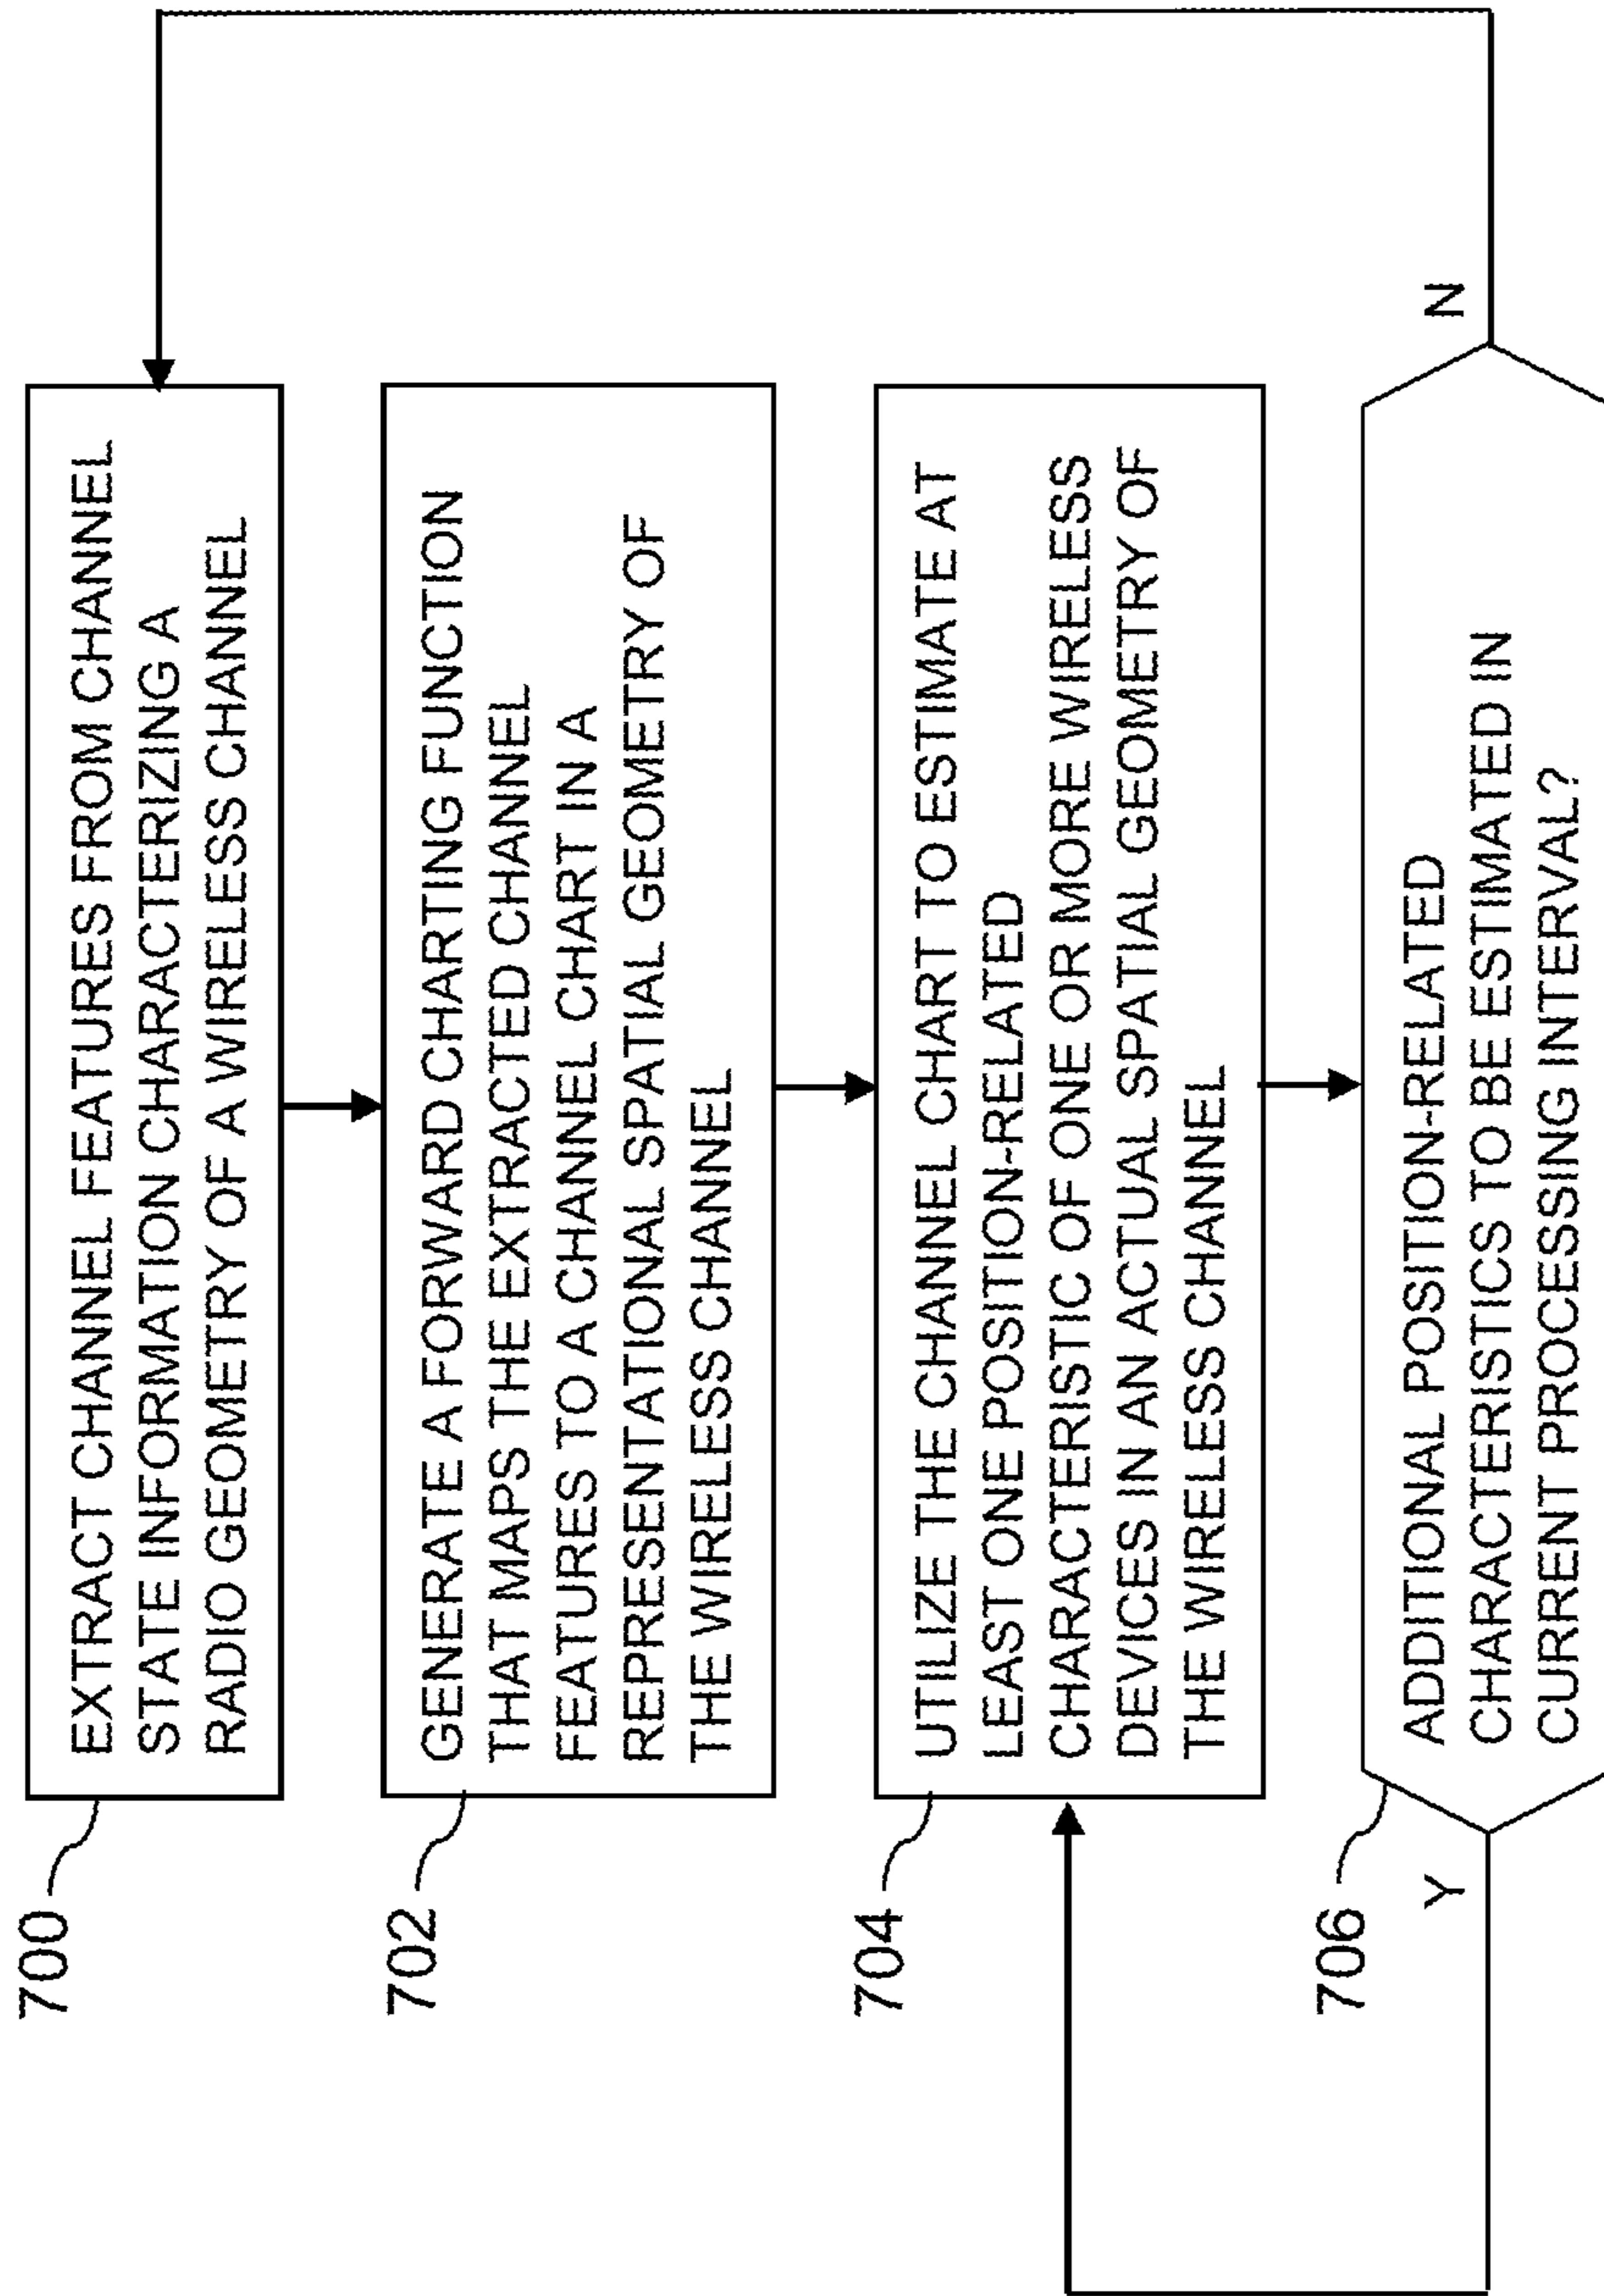 700
EXTRACT CHANNEL FEATURES FROM CHANNEL
STATE INFORMATION CHARACTERIZING A
RADIO GEOMETRY OF A WIRELESS CHANNEL
702
GENERATE A FORWARD CHARTING FUNCTION
THAT MAPS THE EXTRACTED CHANNEL
FEATURES TO A CHANNEL CHART IN A
REPRESENTATIONAL SPATIAL GEOMETRY OF
THE WIRELESS CHANNEL
704
UTILIZE THE CHANNEL CHART TO ESTIMATE AT
LEAST ONE POSITION-RELATED
CHARACTERISTIC OF ONE OR MORE WIRELESS
DEVICES IN AN ACTUAL SPATIAL GEOMETRY OF
THE WIRELESS CHANNEL
706
Y
ADDITIONAL POSITION-RELATED
CHARACTERISTICS TO BE ESTIMATED IN
CURRENT PROCESSING INTERVAL?
N